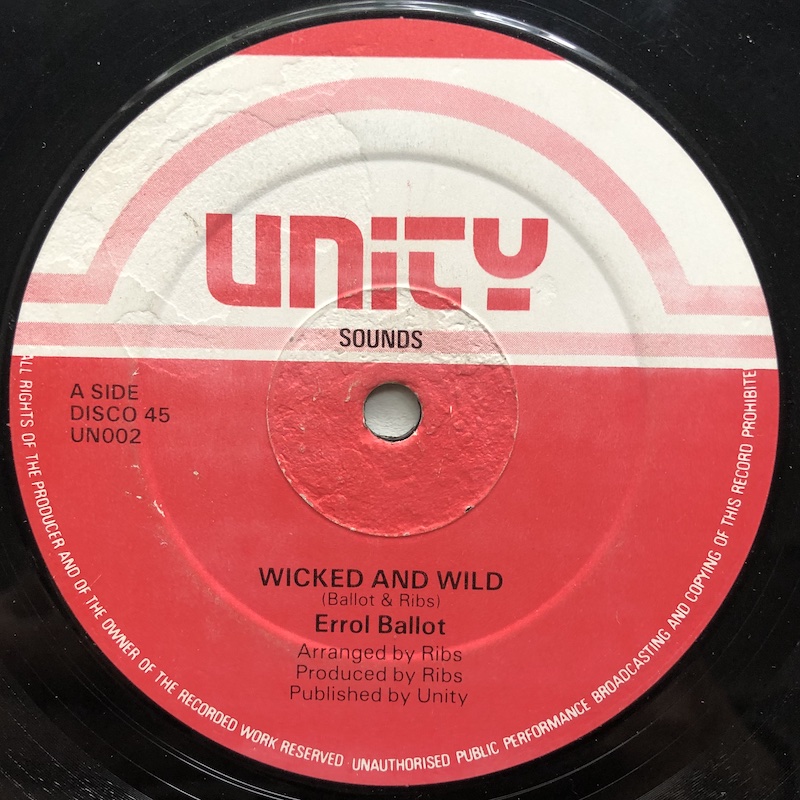 UNiTY
SOUNDS
A SIDE
DISCO 45
UN002
WICKED AND WILD
(Ballot & Ribs)
Errol Ballot
Arranged by Ribs
Produced by Ribs
Published by Unity
ALL RIGHTS OF THE PRODUCER AND OF THE OWNER OF THE RECORDED WORK RESERVED · UNAUTHORISED PUBLIC PERFORMANCE BROADCASTING AND COPYING OF THIS RECORD PROHIBITE